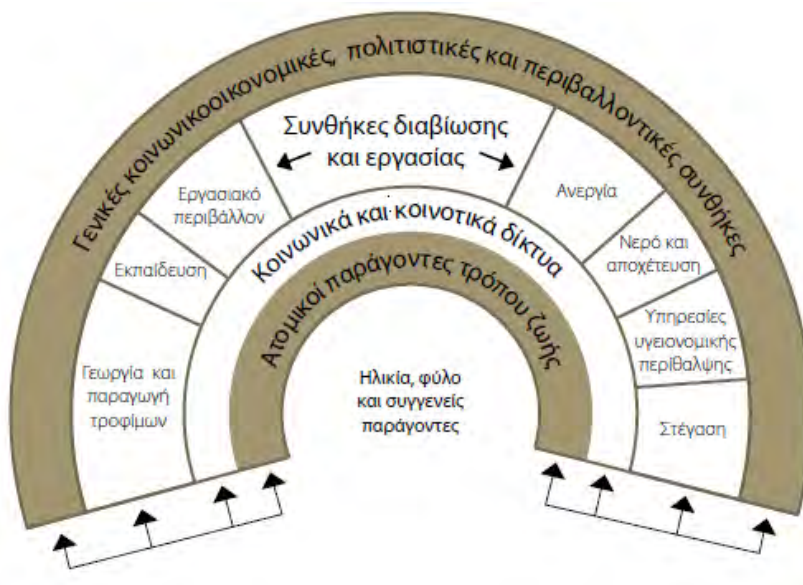 Γενικές κοινωνικοοικονομικές, πολιτιστικές και περιβαλλοντικές συνθήκες
Συνθήκες διαβίωσης
και εργασίας
Εργασιακό
περιβάλλον
Ανεργία
Εκπαίδευση
Νερό και
αποχέτευση
Κοινωνικά και κοινοτικά δίκτυα
Υπηρεσίες
υγειονομικής
περίθαλψης
Γεωργία και
παραγωγή
τροφίμων
Στέγαση
Ατομικοί παράγοντες τρόπου ζωής
Ηλικία, φύλο
και συγγενείς
παράγοντες